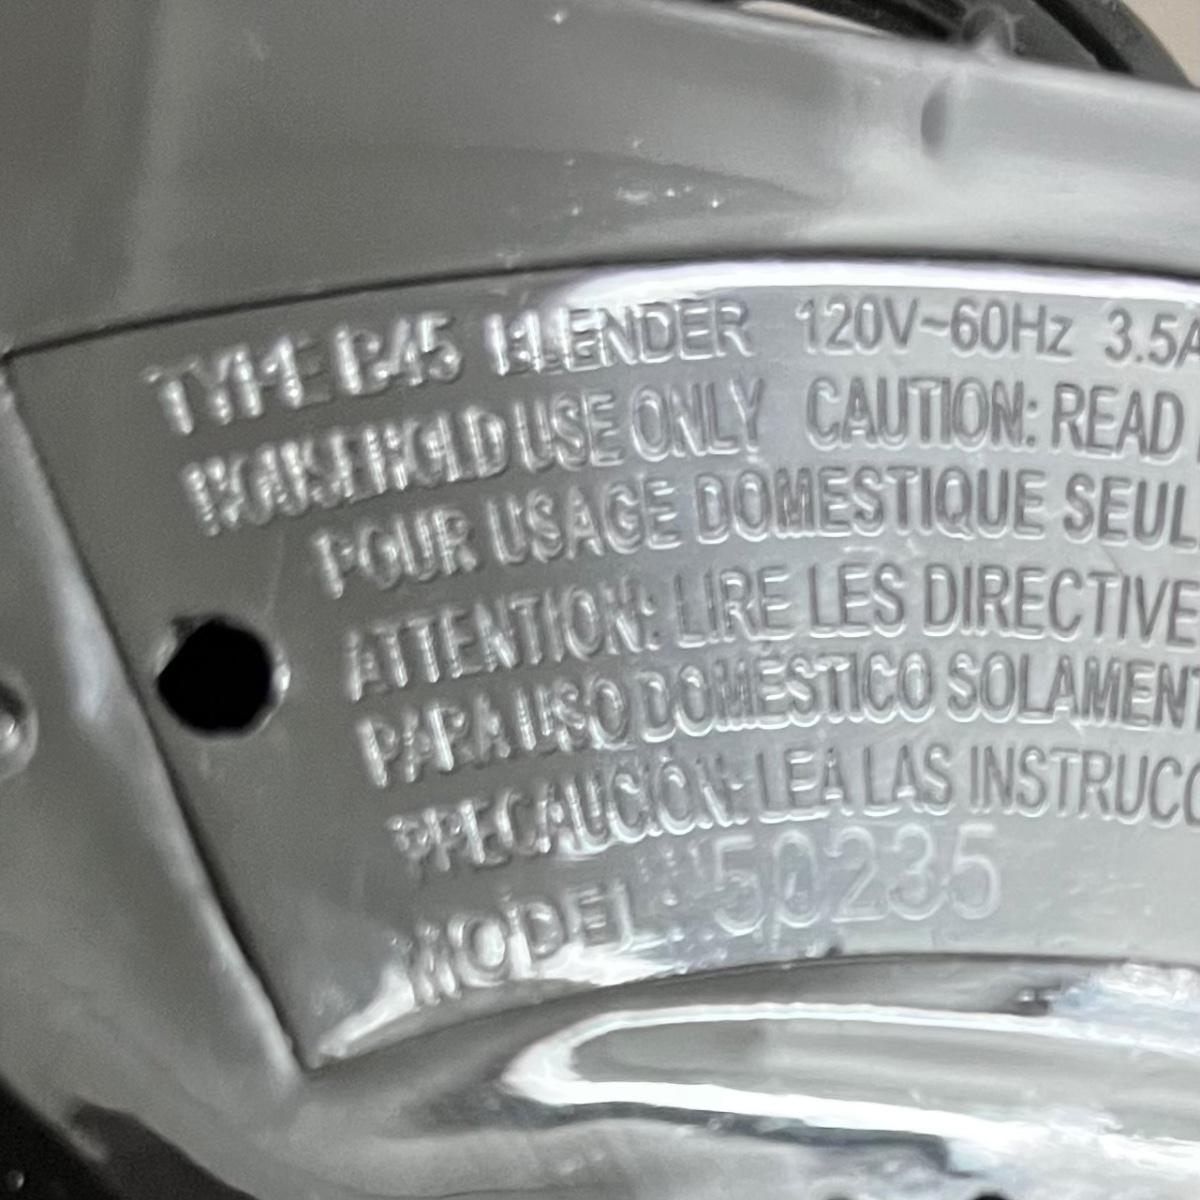 TYPE B45 BLENDER 120V~60Hz 3.5A
HOUSEHOLD USE ONLY CAUTION: READ
POUR USAGE DOMESTIQUE SEUL
ATTENTION: LIRE LES DIRECTIVE
PARA USO DOMÉSTICO SOLAMENT
PRECAUCIÓN: LEA LAS INSTRUCC
MODEL: 50235